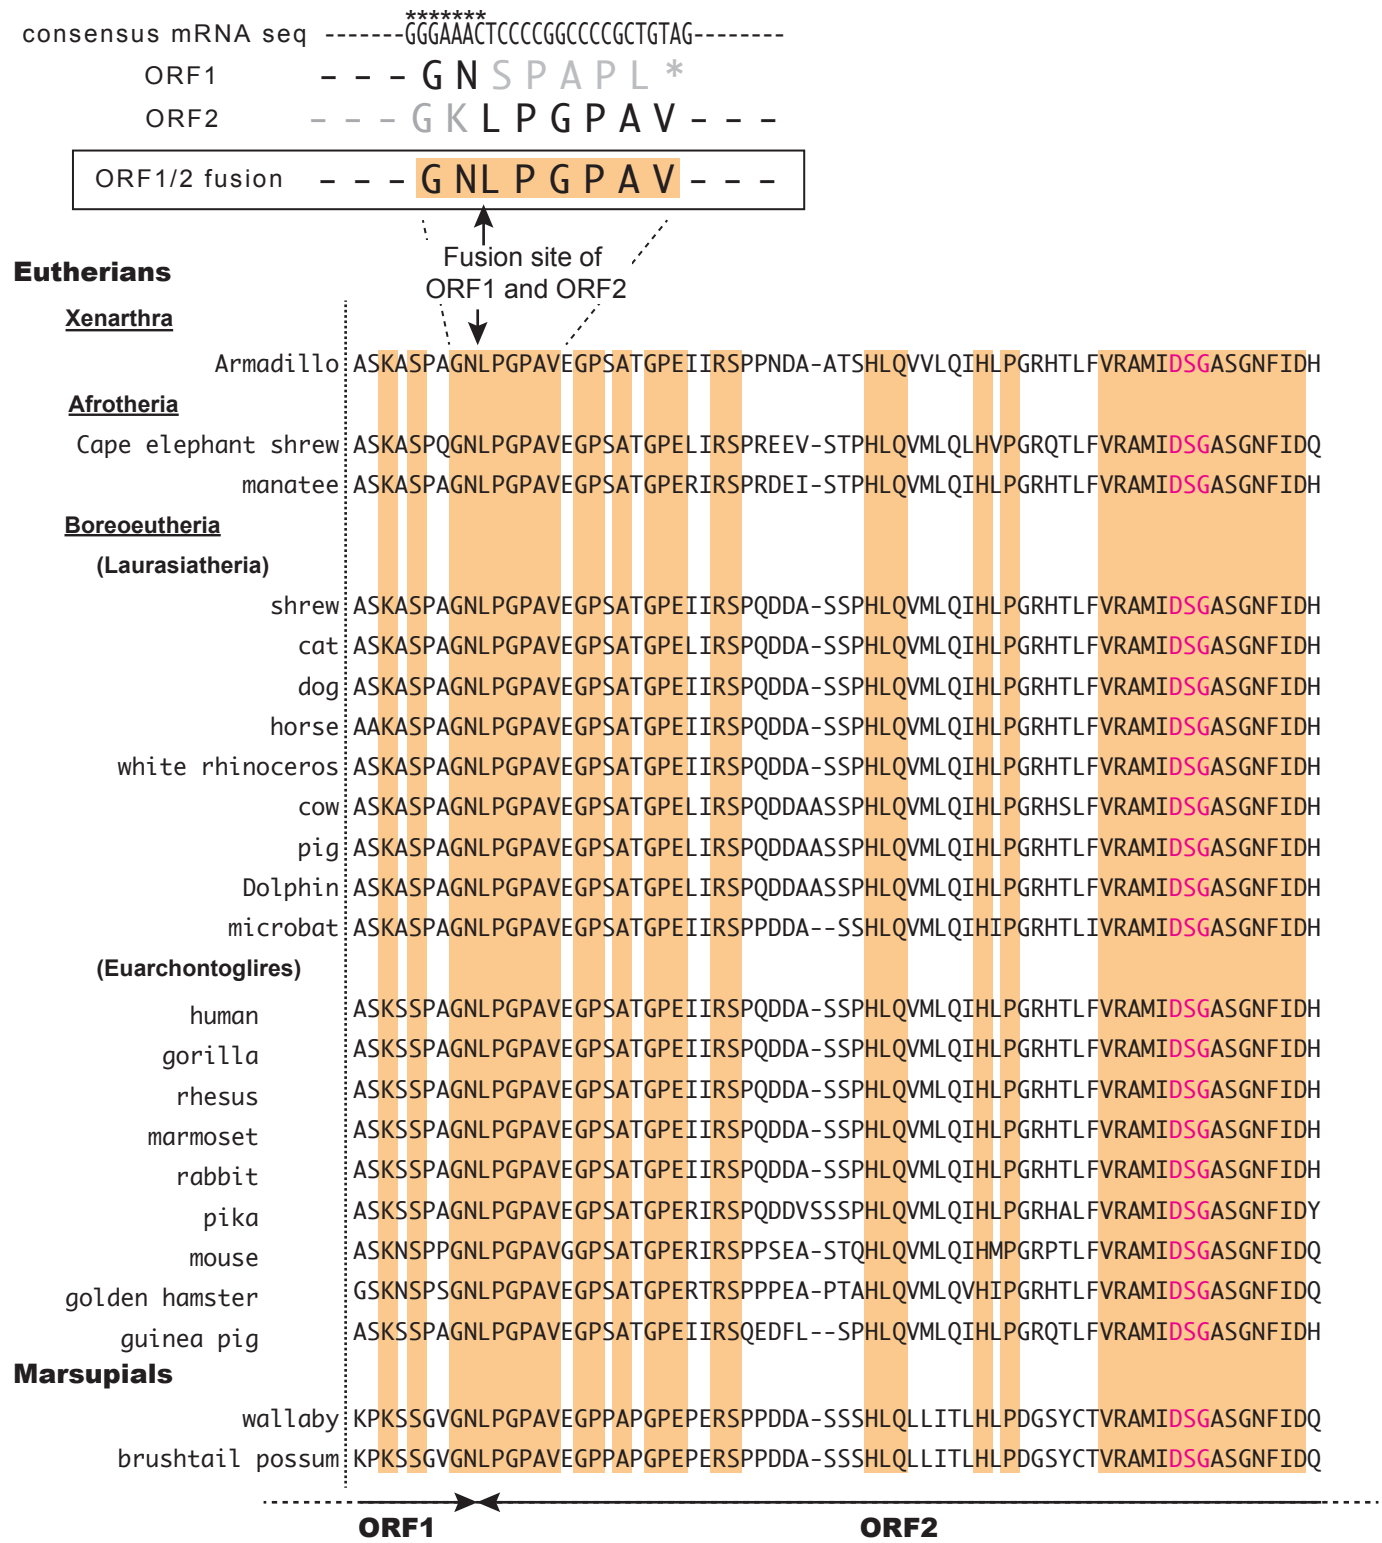 *******
consensus mRNA seq -------GGGAAACTCCCCGGCCCCGCTGTAG--------
ORF1 - - - G N S P A P L *
ORF2 - - - G K L P G P A V - - -
ORF1/2 fusion - - - G N L P G P A V - - -
Fusion site of
ORF1 and ORF2
Eutherians
Xenarthra
Armadillo ASKASPAGNLPGPAVEGPSATGPEIIRSPPNDA-ATSHLQVVLQIHLPGRHTLFVRAMIDSGASGNFIDH
Afrotheria
Cape elephant shrew ASKASPQGNLPGPAVEGPSATGPELIRSPREEV-STPHLQVMLQLHVPGRQTLFVRAMIDSGASGNFIDQ
manatee ASKASPAGNLPGPAVEGPSATGPERIRSPRDEI-STPHLQVMLQIHLPGRHTLFVRAMIDSGASGNFIDH
Boreoeutheria
(Laurasiatheria)
shrew ASKASPAGNLPGPAVEGPSATGPEIIRSPQDDA-SSPHLQVMLQIHLPGRHTLFVRAMIDSGASGNFIDH
cat ASKASPAGNLPGPAVEGPSATGPELIRSPQDDA-SSPHLQVMLQIHLPGRHTLFVRAMIDSGASGNFIDH
dog ASKASPAGNLPGPAVEGPSATGPEIIRSPQDDA-SSPHLQVMLQIHLPGRHTLFVRAMIDSGASGNFIDH
horse AAKASPAGNLPGPAVEGPSATGPEIIRSPQDDA-SSPHLQVMLQIHLPGRHTLFVRAMIDSGASGNFIDH
white rhinoceros ASKASPAGNLPGPAVEGPSATGPEIIRSPQDDA-SSPHLQVMLQIHLPGRHTLFVRAMIDSGASGNFIDH
cow ASKASPAGNLPGPAVEGPSATGPELIRSPQDDAASSPHLQVMLQIHLPGRHSLFVRAMIDSGASGNFIDH
pig ASKASPAGNLPGPAVEGPSATGPELIRSPQDDAASSPHLQVMLQIHLPGRHTLFVRAMIDSGASGNFIDH
Dolphin ASKASPAGNLPGPAVEGPSATGPELIRSPQDDAASSPHLQVMLQIHLPGRHTLFVRAMIDSGASGNFIDH
microbat ASKASPAGNLPGPAVEGPSATGPEIIRSPPDDA--SSHLQVMLQIHIPGRHTLIVRAMIDSGASGNFIDH
(Euarchontoglires)
human ASKSSPAGNLPGPAVEGPSATGPEIIRSPQDDA-SSPHLQVMLQIHLPGRHTLFVRAMIDSGASGNFIDH
gorilla ASKSSPAGNLPGPAVEGPSATGPEIIRSPQDDA-SSPHLQVMLQIHLPGRHTLFVRAMIDSGASGNFIDH
rhesus ASKSSPAGNLPGPAVEGPSATGPEIIRSPQDDA-SSPHLQVMLQIHLPGRHTLFVRAMIDSGASGNFIDH
marmoset ASKSSPAGNLPGPAVEGPSATGPEIIRSPQDDA-SSPHLQVMLQIHLPGRHTLFVRAMIDSGASGNFIDH
rabbit ASKSSPAGNLPGPAVEGPSATGPEIIRSPQDDA-SSPHLQVMLQIHLPGRHTLFVRAMIDSGASGNFIDH
pika ASKSSPAGNLPGPAVEGPSATGPERIRSPQDDVSSSPHLQVMLQIHLPGRHALFVRAMIDSGASGNFIDY
mouse ASKNSPPGNLPGPAVGGPSATGPERIRSPPSEA-STQHLQVMLQIHMPGRPTLFVRAMIDSGASGNFIDQ
golden hamster GSKNSPSGNLPGPAVEGPSATGPERTRSPPPEA-PTAHLQVMLQVHIPGRHTLFVRAMIDSGASGNFIDQ
guinea pig ASKSSPAGNLPGPAVEGPSATGPEIIRSQEDFL--SPHLQVMLQIHLPGRQTLFVRAMIDSGASGNFIDH
Marsupials
wallaby KPKSSGVGNLPGPAVEGPPAPGPEPERSPPDDA-SSSHLQLLITLHLPDGSYCTVRAMIDSGASGNFIDQ
brushtail possum KPKSSGVGNLPGPAVEGPPAPGPEPERSPPDDA-SSSHLQLLITLHLPDGSYCTVRAMIDSGASGNFIDQ
ORF1 ORF2